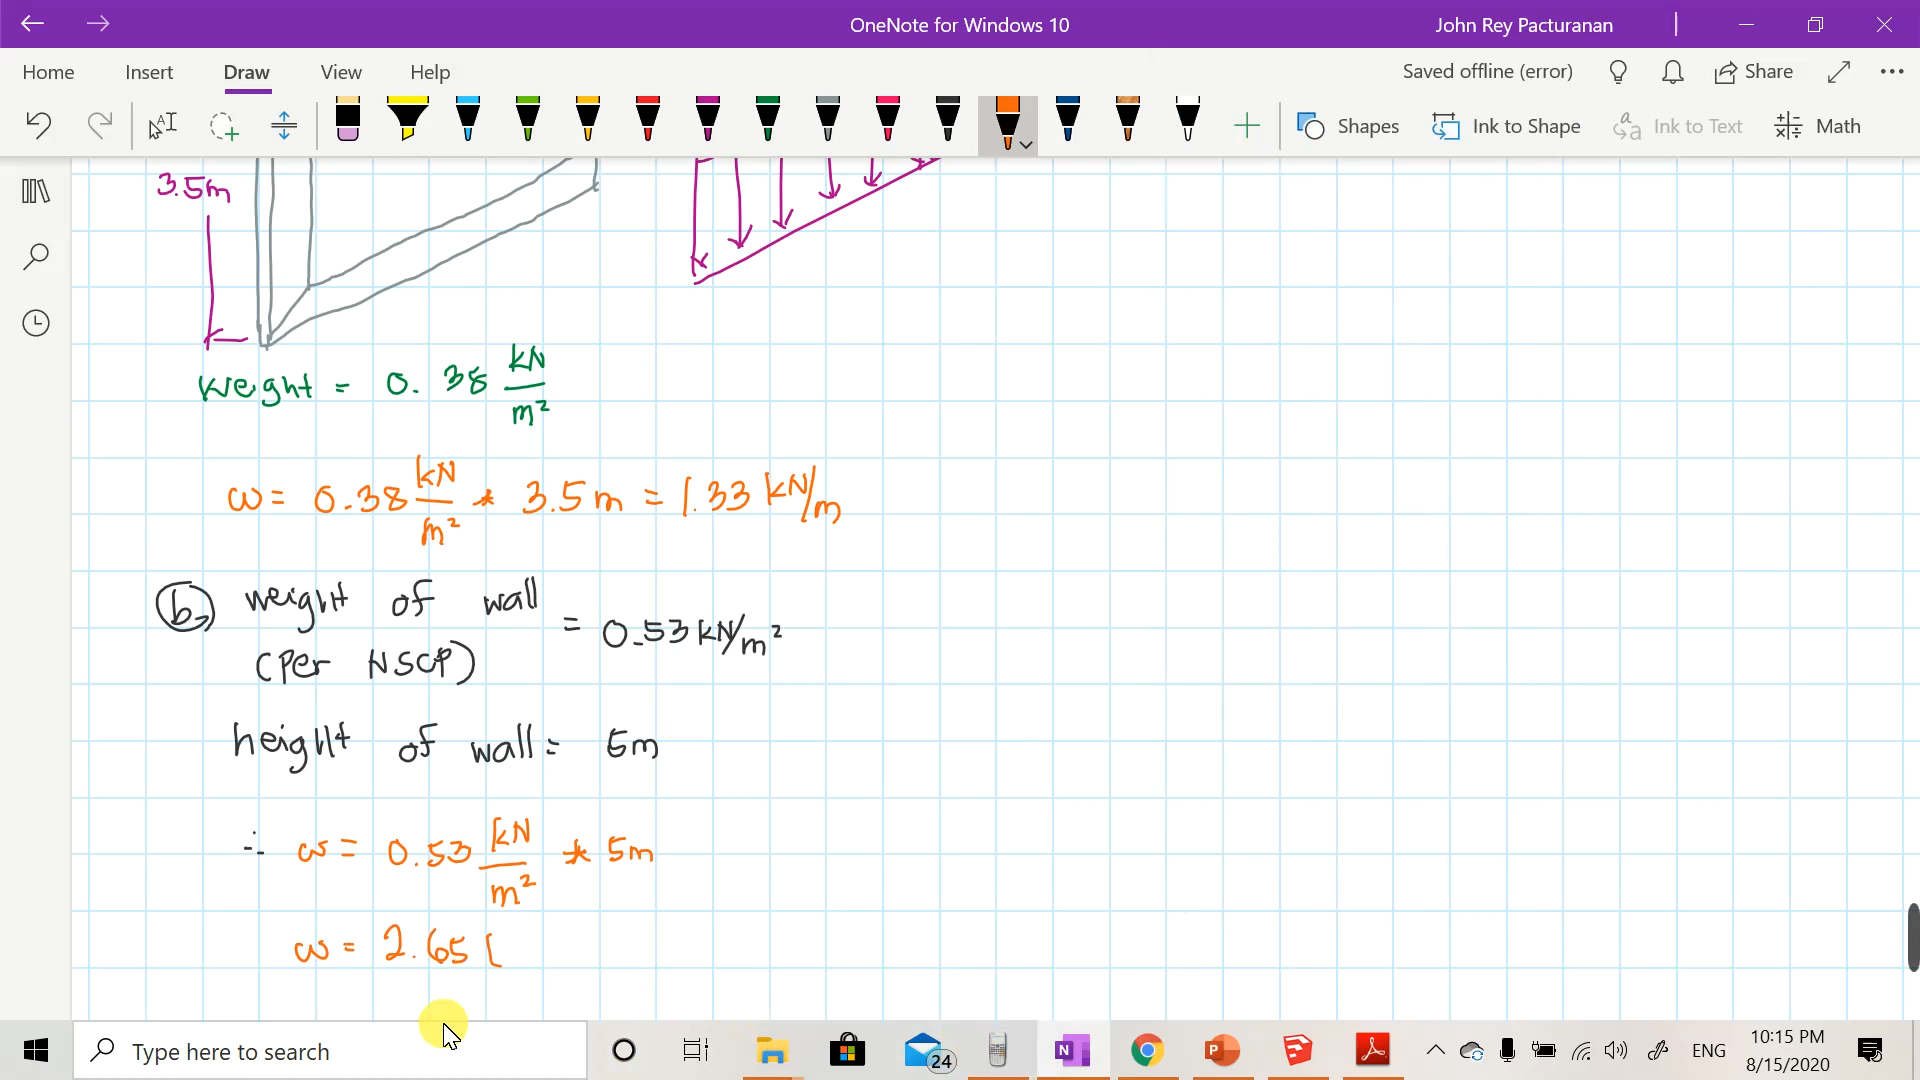 OneNote for Windows 10
John Rey Pacturanan
Home Insert Draw View Help
Saved offline (error) Share
Shapes Ink to Shape Ink to Text Math
3.5m
Weight = 0.38 kN/m²
ω = 0.38 kN/m² * 3.5m = 1.33 kN/m
b. weight of wall = 0.53 kN/m²
(Per NSCP)
height of wall = 5m
∴ ω = 0.53 kN/m² * 5m
ω = 2.65 [
Type here to search
24
ENG
10:15 PM
8/15/2020